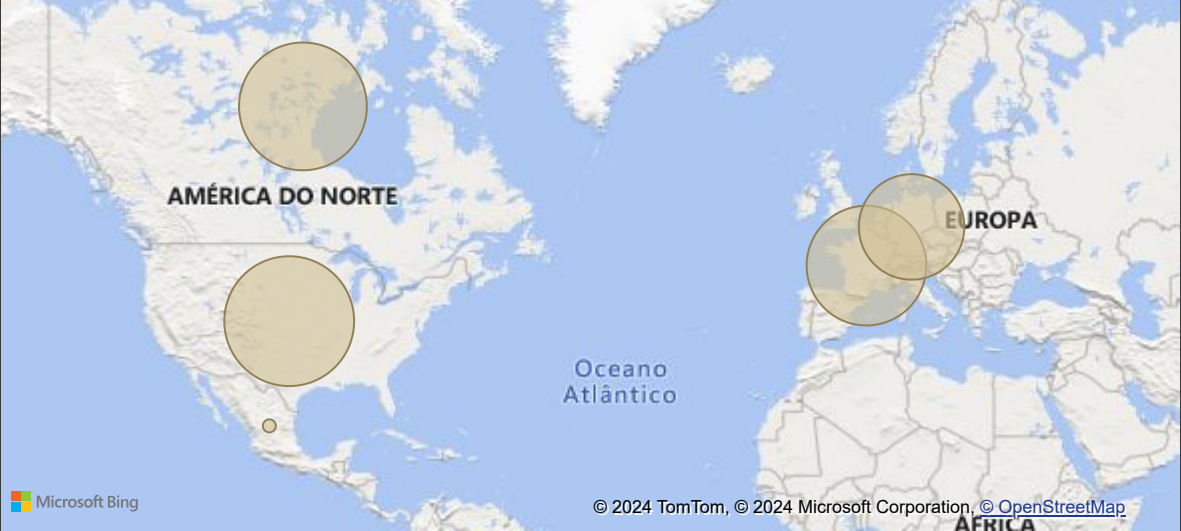 AMÉRICA DO NORTE
EUROPA
Oceano
Atlântico
Microsoft Bing
© 2024 TomTom, © 2024 Microsoft Corporation, © OpenStreetMap
ÁFRICA